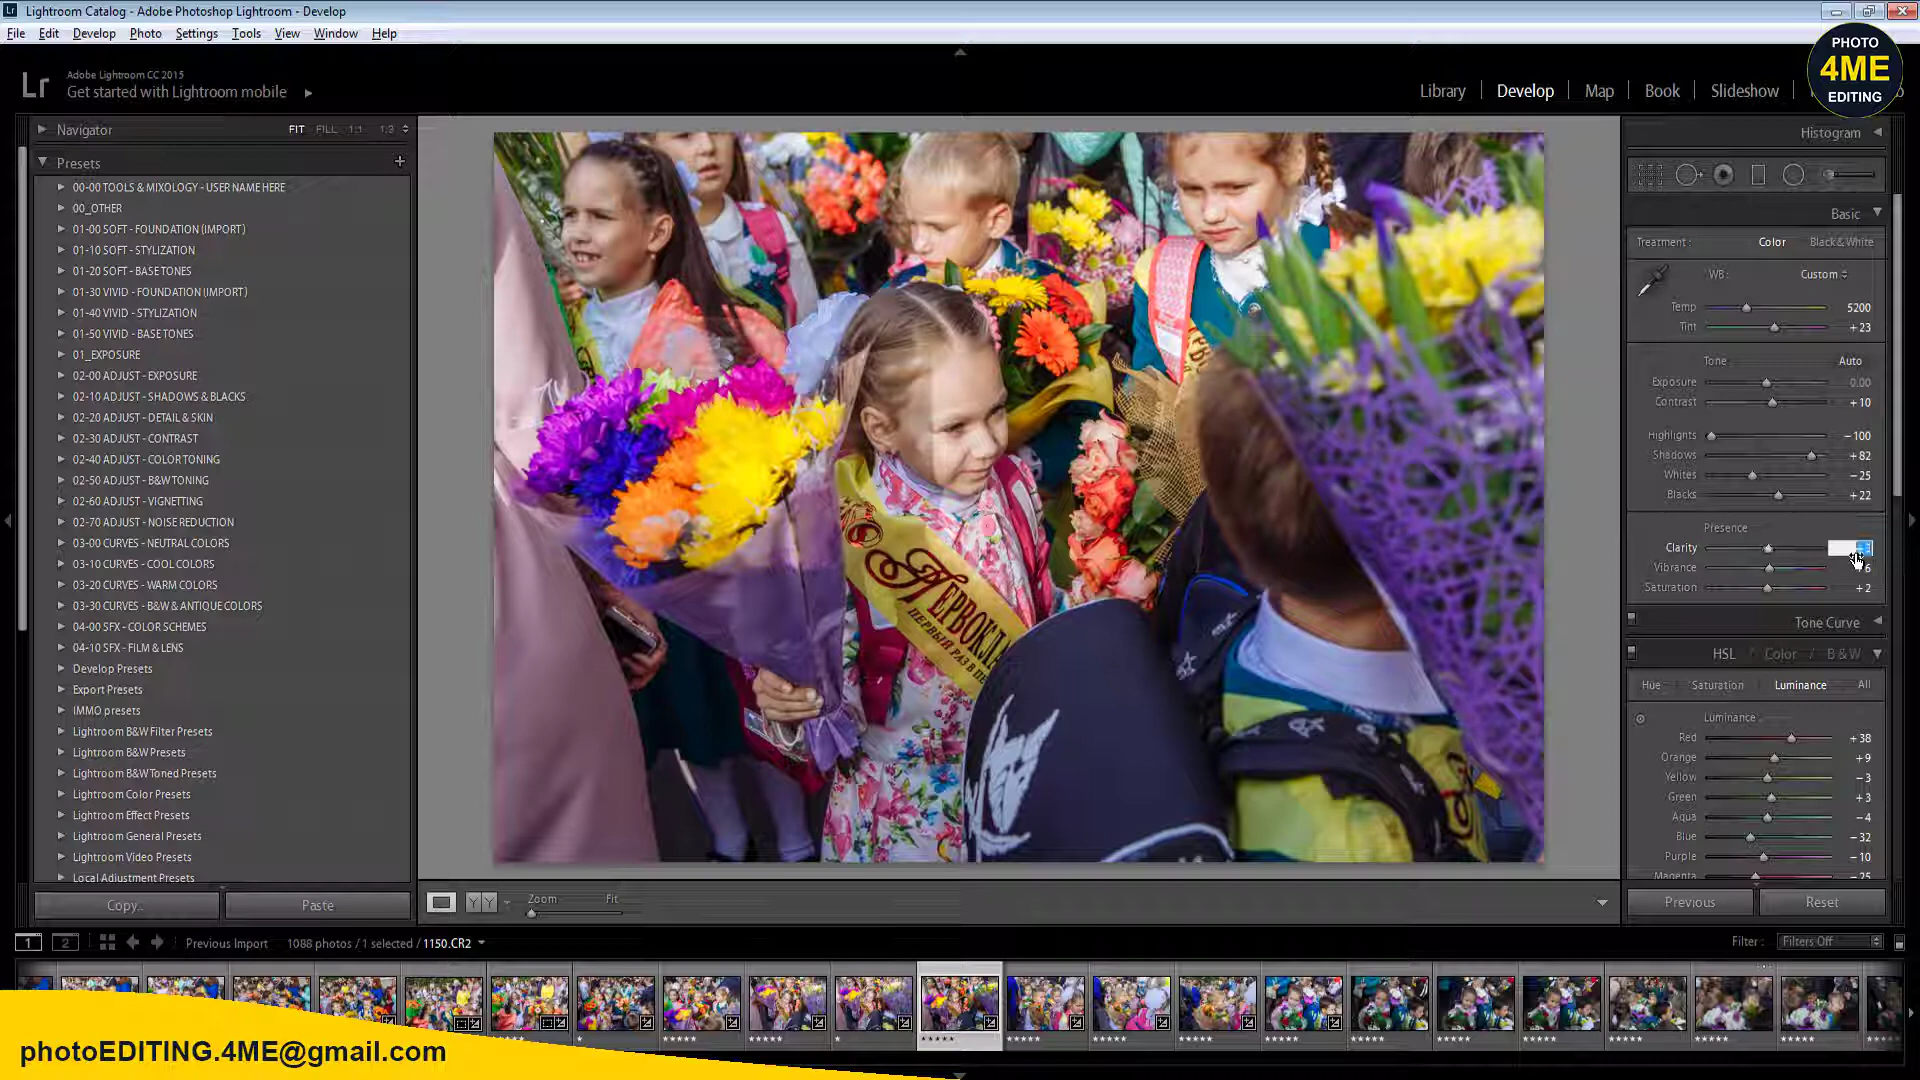 Lightroom Catalog - Adobe Photoshop Lightroom - Develop
File Edit Develop Photo Settings Tools View Window Help
PHOTO
4ME
EDITING
Lr
Adobe Lightroom CC 2015
Get started with Lightroom mobile
Library Develop Map Book Slideshow
Navigator FIT FILL 1:1 1:3
Presets
00-00 TOOLS & MIXOLOGY - USER NAME HERE
00_OTHER
01-00 SOFT - FOUNDATION (IMPORT)
01-10 SOFT - STYLIZATION
01-20 SOFT - BASE TONES
01-30 VIVID - FOUNDATION (IMPORT)
01-40 VIVID - STYLIZATION
01-50 VIVID - BASE TONES
01_EXPOSURE
02-00 ADJUST - EXPOSURE
02-10 ADJUST - SHADOWS & BLACKS
02-20 ADJUST - DETAIL & SKIN
02-30 ADJUST - CONTRAST
02-40 ADJUST - COLOR TONING
02-50 ADJUST - B&W TONING
02-60 ADJUST - VIGNETTING
02-70 ADJUST - NOISE REDUCTION
03-00 CURVES - NEUTRAL COLORS
03-10 CURVES - COOL COLORS
03-20 CURVES - WARM COLORS
03-30 CURVES - B&W & ANTIQUE COLORS
04-00 SFX - COLOR SCHEMES
04-10 SFX - FILM & LENS
Develop Presets
Export Presets
IMMO presets
Lightroom B&W Filter Presets
Lightroom B&W Presets
Lightroom B&W Toned Presets
Lightroom Color Presets
Lightroom Effect Presets
Lightroom General Presets
Lightroom Video Presets
Local Adjustment Presets
Copy... Paste
ПЕРВОКЛА
ПЕРВЫЙ РАЗ В ПЕ
Histogram
Basic
Treatment : Color Black & White
WB : Custom
Temp 5200
Tint +23
Tone Auto
Exposure 0.00
Contrast +10
Highlights -100
Shadows +82
Whites -25
Blacks +22
Presence
Clarity
Vibrance +6
Saturation +2
Tone Curve
HSL / Color / B & W
Hue Saturation Luminance All
Luminance
Red +38
Orange +9
Yellow -3
Green +3
Aqua -4
Blue -32
Purple -10
Magenta -25
Previous Reset
YY Zoom Fit
1 2 Previous Import 1088 photos / 1 selected / 1150.CR2
Filter : Filters Off
photoEDITING.4ME@gmail.com